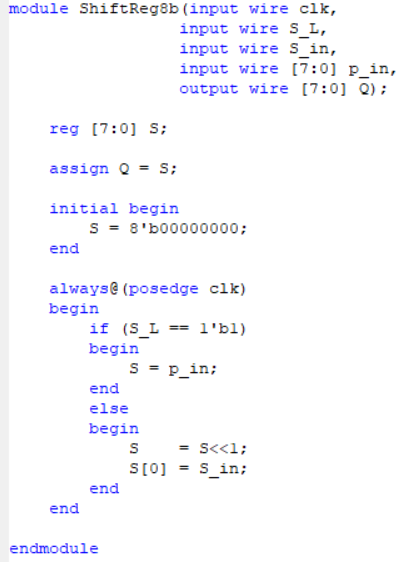 module ShiftReg8b(input wire clk,
                  input wire S_L,
                  input wire S_in,
                  input wire [7:0] p_in,
                  output wire [7:0] Q);

    reg [7:0] S;

    assign Q = S;

    initial begin
        S = 8'b00000000;
    end

    always@(posedge clk)
    begin
        if (S_L == 1'b1)
        begin
            S = p_in;
        end
        else
        begin
            S    = S<<1;
            S[0] = S_in;
        end
    end

endmodule